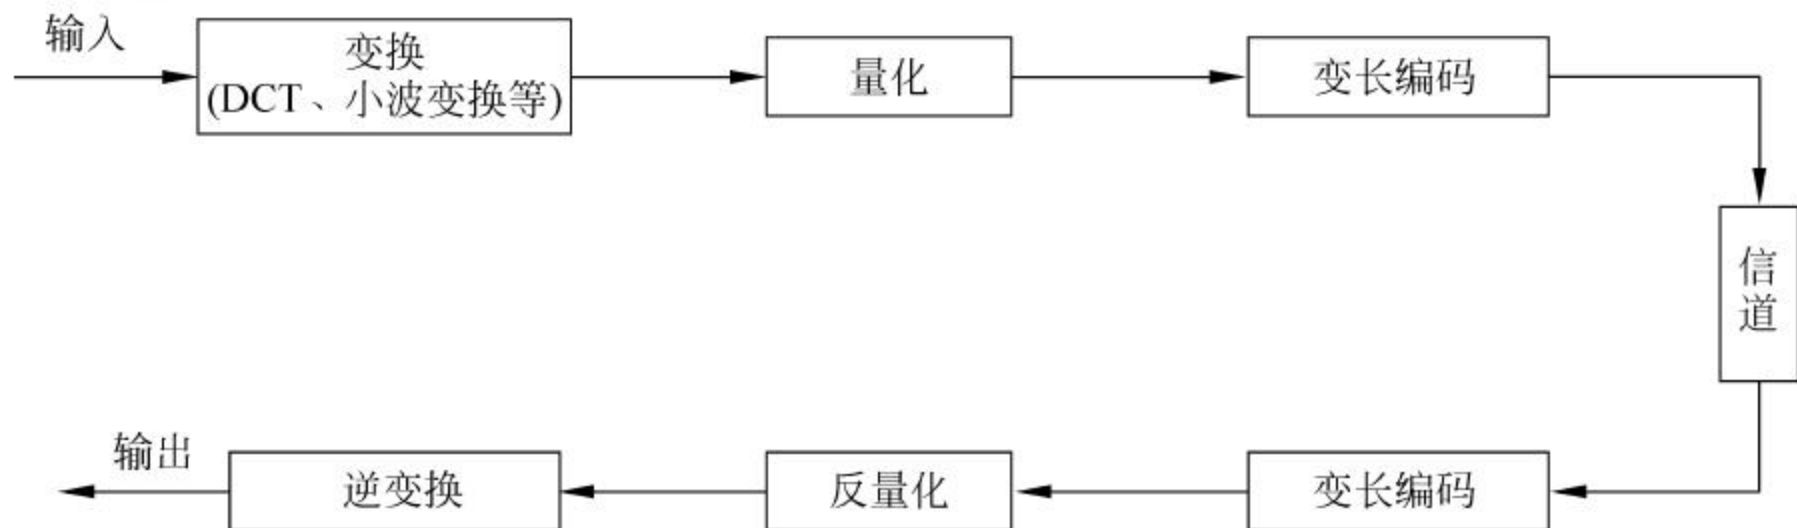 输入
变换
(DCT、小波变换等)
量化
变长编码
信
道
输出
逆变换
反量化
变长编码